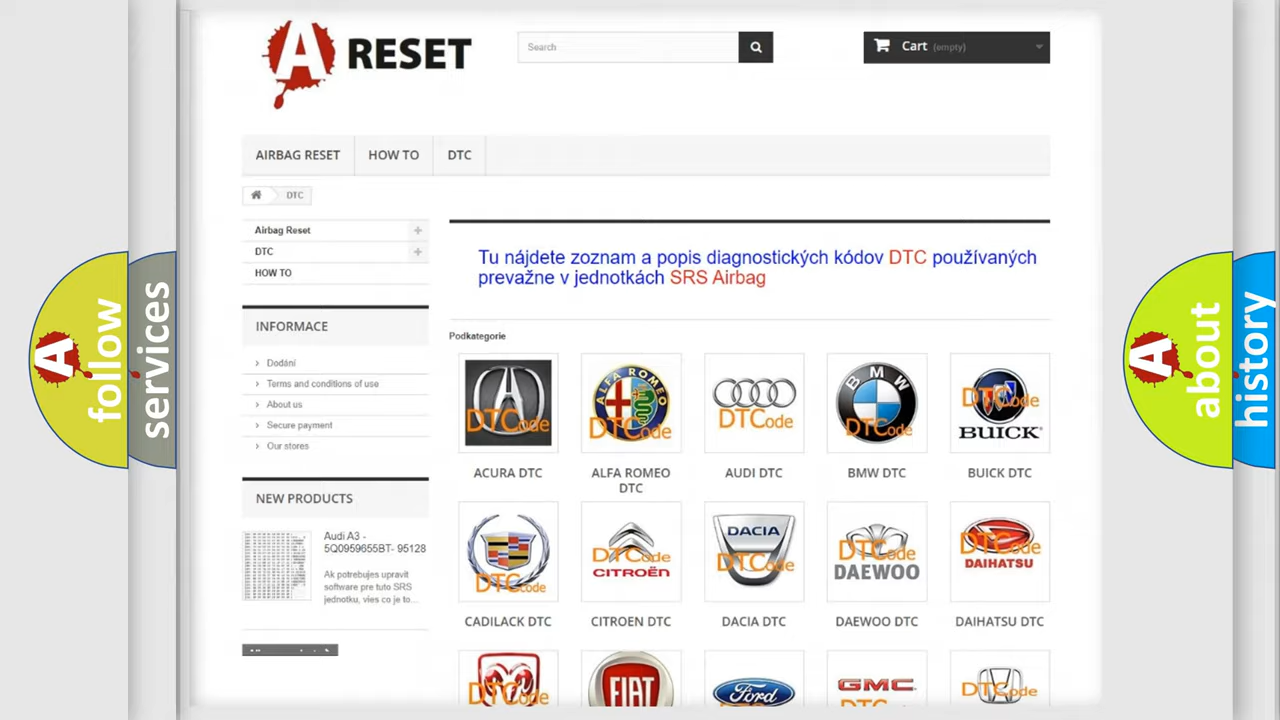 A RESET
Search
Cart (empty)
AIRBAG RESET
HOW TO
DTC
DTC
Airbag Reset
DTC
HOW TO
INFORMACE
Dodání
Terms and conditions of use
About us
Secure payment
Our stores
NEW PRODUCTS
Audi A3 -
5Q0959655BT- 95128
Ak potrebujes upravit
software pre tuto SRS
jednotku, vies co je to...
Tu nájdete zoznam a popis diagnostických kódov DTC používaných
prevažne v jednotkách SRS Airbag
Podkategorie
DTCode
ALFA ROMEO
DTCode
DTCode
BMW
DTCode
DTCode
BUICK
ACURA DTC
ALFA ROMEO
DTC
AUDI DTC
BMW DTC
BUICK DTC
DTCode
DTCode
CITROËN
DACIA
DTCode
DTCode
DAEWOO
DTCode
DAIHATSU
CADILACK DTC
CITROEN DTC
DACIA DTC
DAEWOO DTC
DAIHATSU DTC
DTCode
FIAT
Ford
GMC
DTCode
A
follow
services
A
about
history